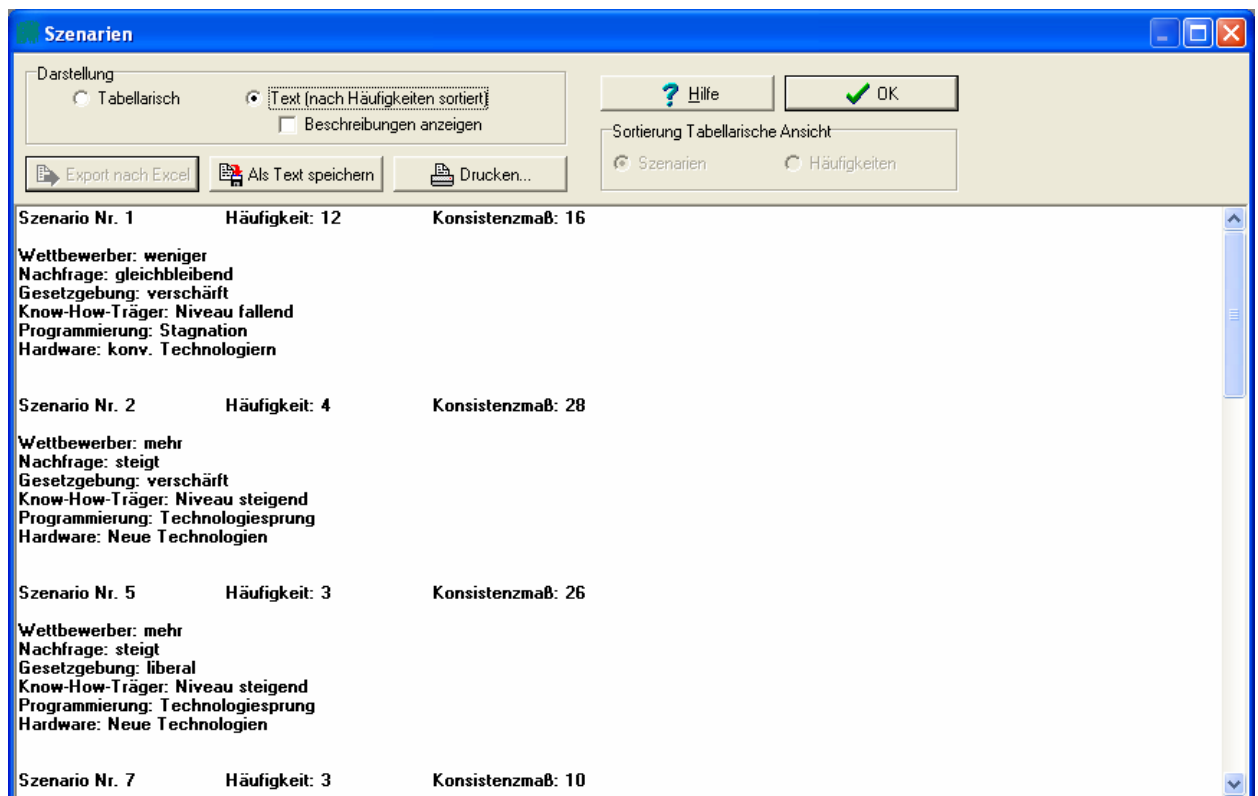 Szenarien
Darstellung
Tabellarisch
Text (nach Häufigkeiten sortiert)
Beschreibungen anzeigen
Hilfe
OK
Sortierung Tabellarische Ansicht
Szenarien
Häufigkeiten
Export nach Excel
Als Text speichern
Drucken...
Szenario Nr. 1 Häufigkeit: 12 Konsistenzmaß: 16
Wettbewerber: weniger
Nachfrage: gleichbleibend
Gesetzgebung: verschärft
Know-How-Träger: Niveau fallend
Programmierung: Stagnation
Hardware: konv. Technologiern
Szenario Nr. 2 Häufigkeit: 4 Konsistenzmaß: 28
Wettbewerber: mehr
Nachfrage: steigt
Gesetzgebung: verschärft
Know-How-Träger: Niveau steigend
Programmierung: Technologiesprung
Hardware: Neue Technologien
Szenario Nr. 5 Häufigkeit: 3 Konsistenzmaß: 26
Wettbewerber: mehr
Nachfrage: steigt
Gesetzgebung: liberal
Know-How-Träger: Niveau steigend
Programmierung: Technologiesprung
Hardware: Neue Technologien
Szenario Nr. 7 Häufigkeit: 3 Konsistenzmaß: 10